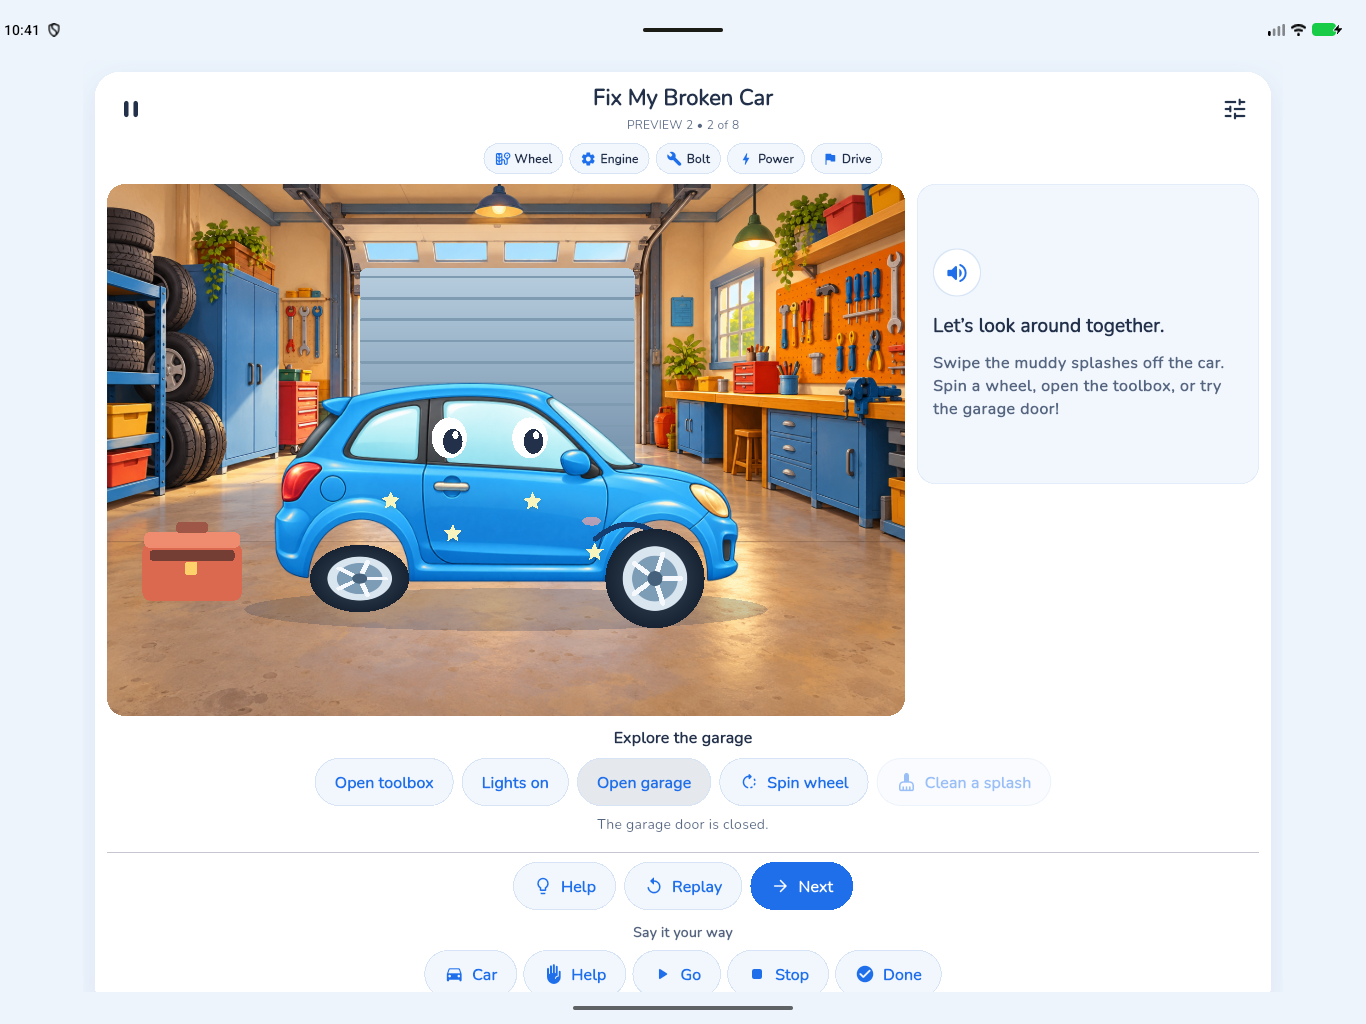 10:41
Fix My Broken Car
PREVIEW 2 • 2 of 8
Wheel
Engine
Bolt
Power
Drive
Let's look around together.
Swipe the muddy splashes off the car.
Spin a wheel, open the toolbox, or try
the garage door!
Explore the garage
Open toolbox
Lights on
Open garage
Spin wheel
Clean a splash
The garage door is closed.
Help
Replay
Next
Say it your way
Car
Help
Go
Stop
Done